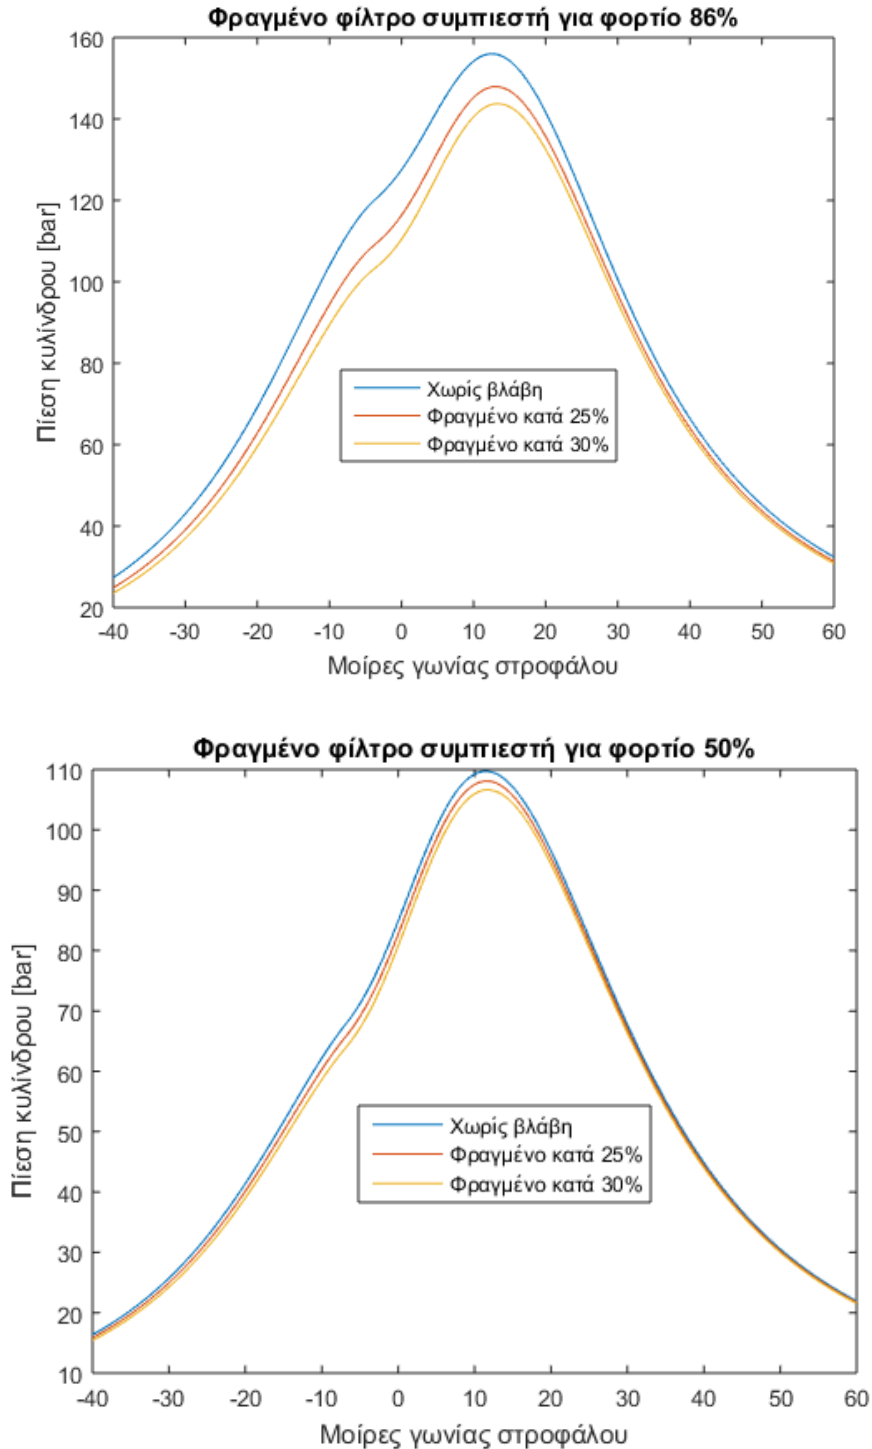 Φραγμένο φίλτρο συμπιεστή για φορτίο 86%
160
140
120
100
80
60
40
20
Πίεση κυλίνδρου [bar]
Χωρίς βλάβη
Φραγμένο κατά 25%
Φραγμένο κατά 30%
-40 -30 -20 -10 0 10 20 30 40 50 60
Μοίρες γωνίας στροφάλου
Φραγμένο φίλτρο συμπιεστή για φορτίο 50%
110
100
90
80
70
60
50
40
30
20
10
Πίεση κυλίνδρου [bar]
Χωρίς βλάβη
Φραγμένο κατά 25%
Φραγμένο κατά 30%
-40 -30 -20 -10 0 10 20 30 40 50 60
Μοίρες γωνίας στροφάλου